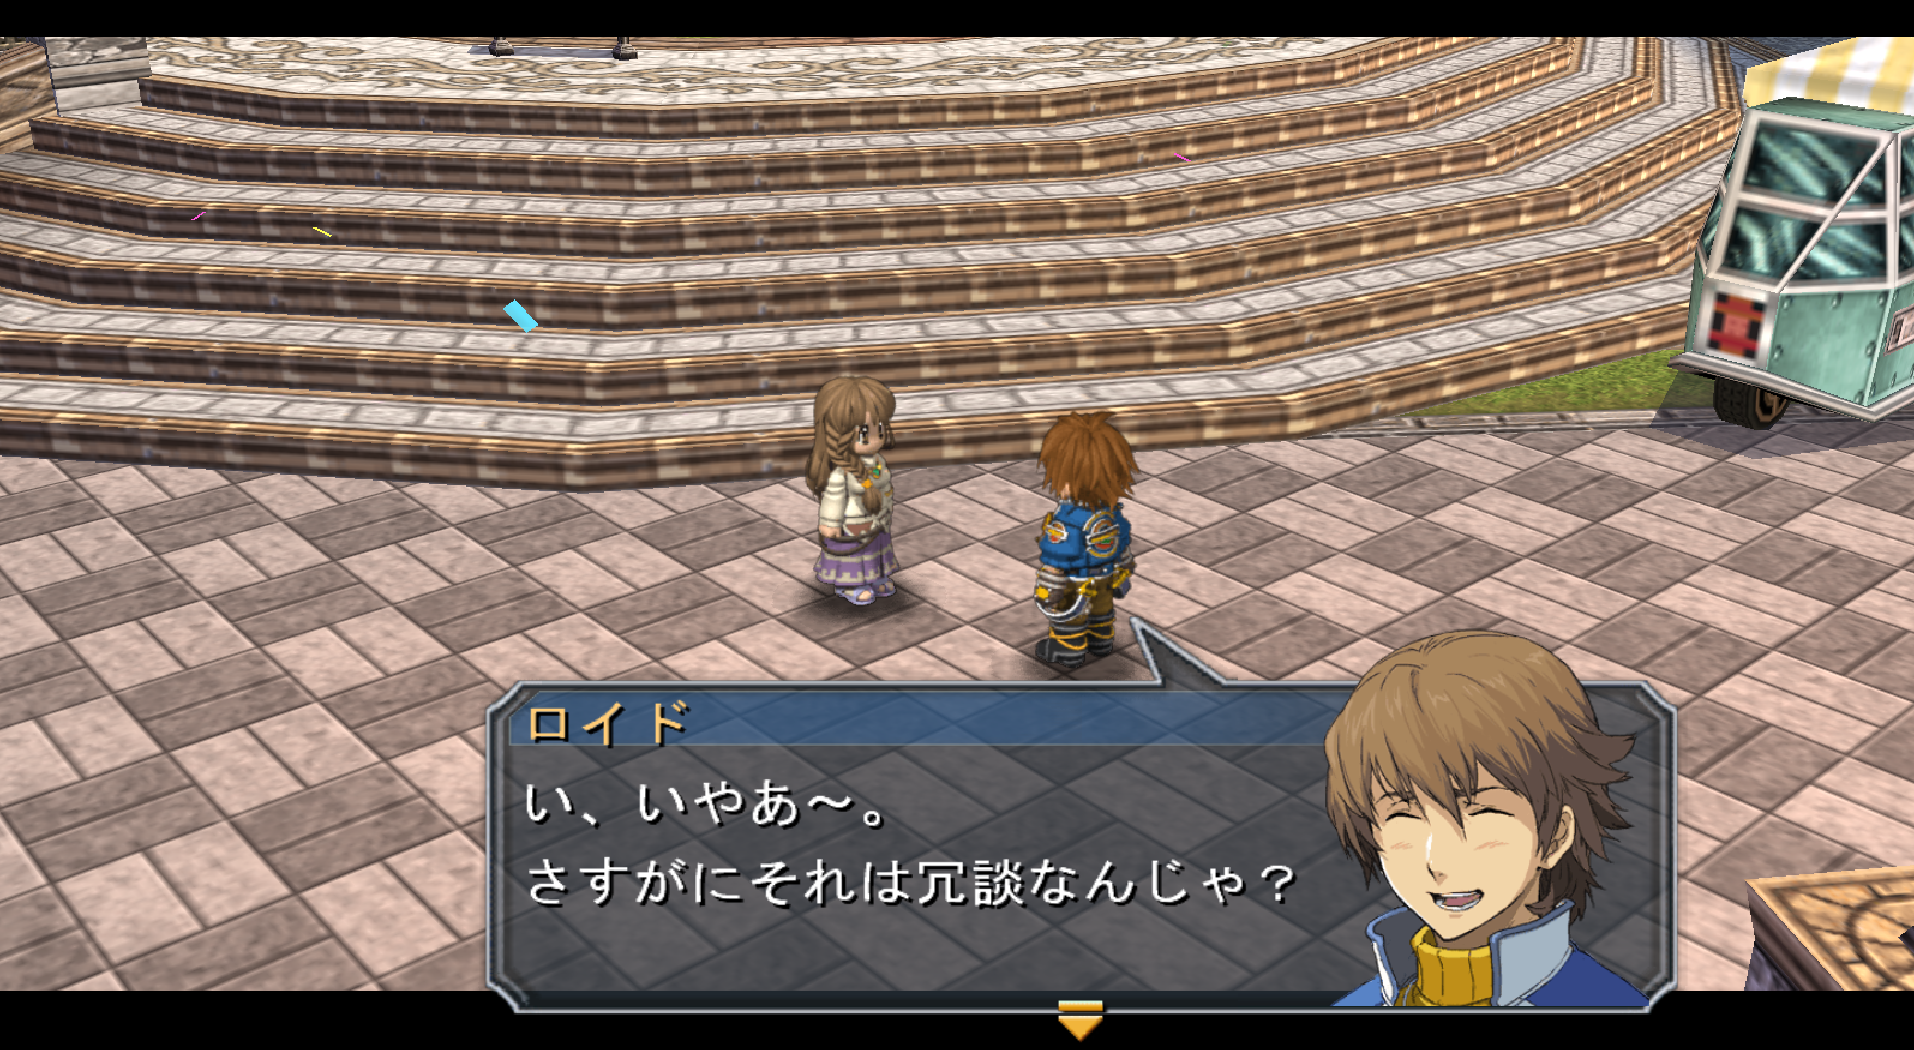 ロイド
い、いやあ～。
さすがにそれは冗談なんじゃ？